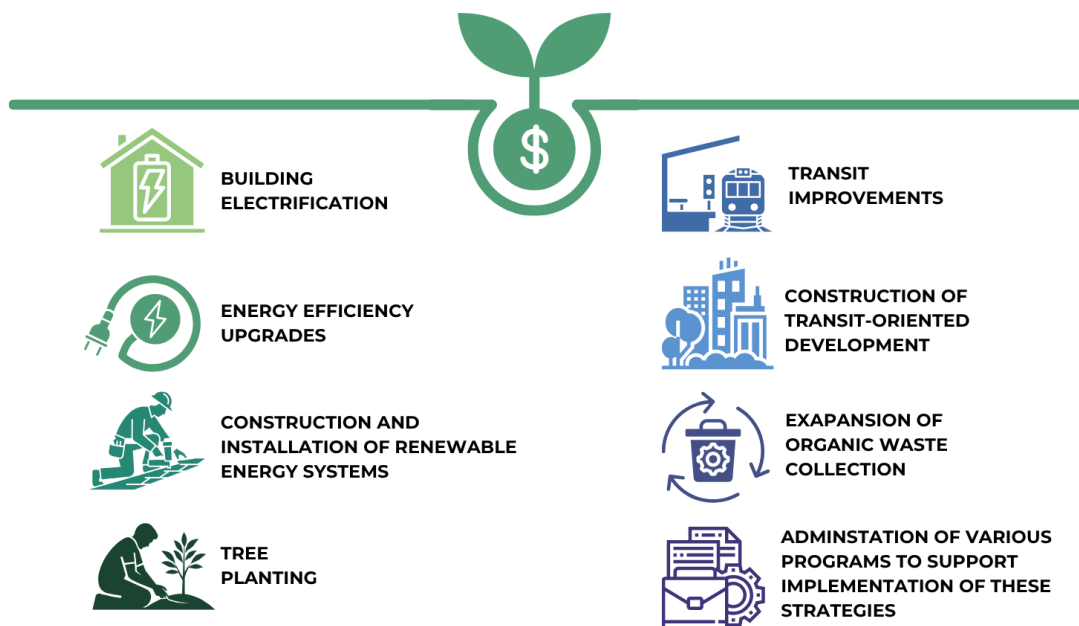 $
BUILDING
ELECTRIFICATION
ENERGY EFFICIENCY
UPGRADES
CONSTRUCTION AND
INSTALLATION OF RENEWABLE
ENERGY SYSTEMS
TREE
PLANTING
TRANSIT
IMPROVEMENTS
CONSTRUCTION OF
TRANSIT-ORIENTED
DEVELOPMENT
EXAPANSION OF
ORGANIC WASTE
COLLECTION
ADMINSTATION OF VARIOUS
PROGRAMS TO SUPPORT
IMPLEMENTATION OF THESE
STRATEGIES